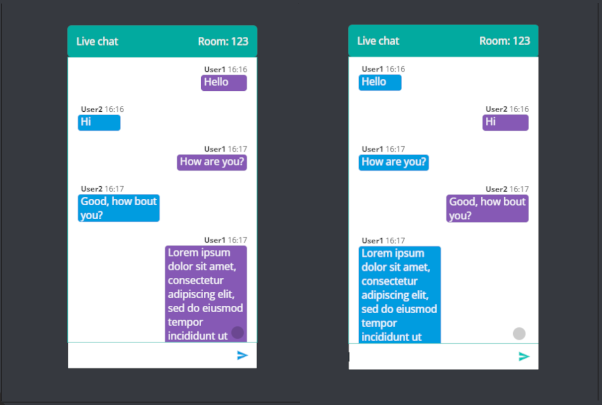 Live chat Room: 123
User1 16:16
Hello
User2 16:16
Hi
User1 16:17
How are you?
User2 16:17
Good, how bout
you?
User1 16:17
Lorem ipsum
dolor sit amet,
consectetur
adipiscing elit,
sed do eiusmod
tempor
incididunt ut
Live chat Room: 123
User1 16:16
Hello
User2 16:16
Hi
User1 16:17
How are you?
User2 16:17
Good, how bout
you?
User1 16:17
Lorem ipsum
dolor sit amet,
consectetur
adipiscing elit,
sed do eiusmod
tempor
incididunt ut